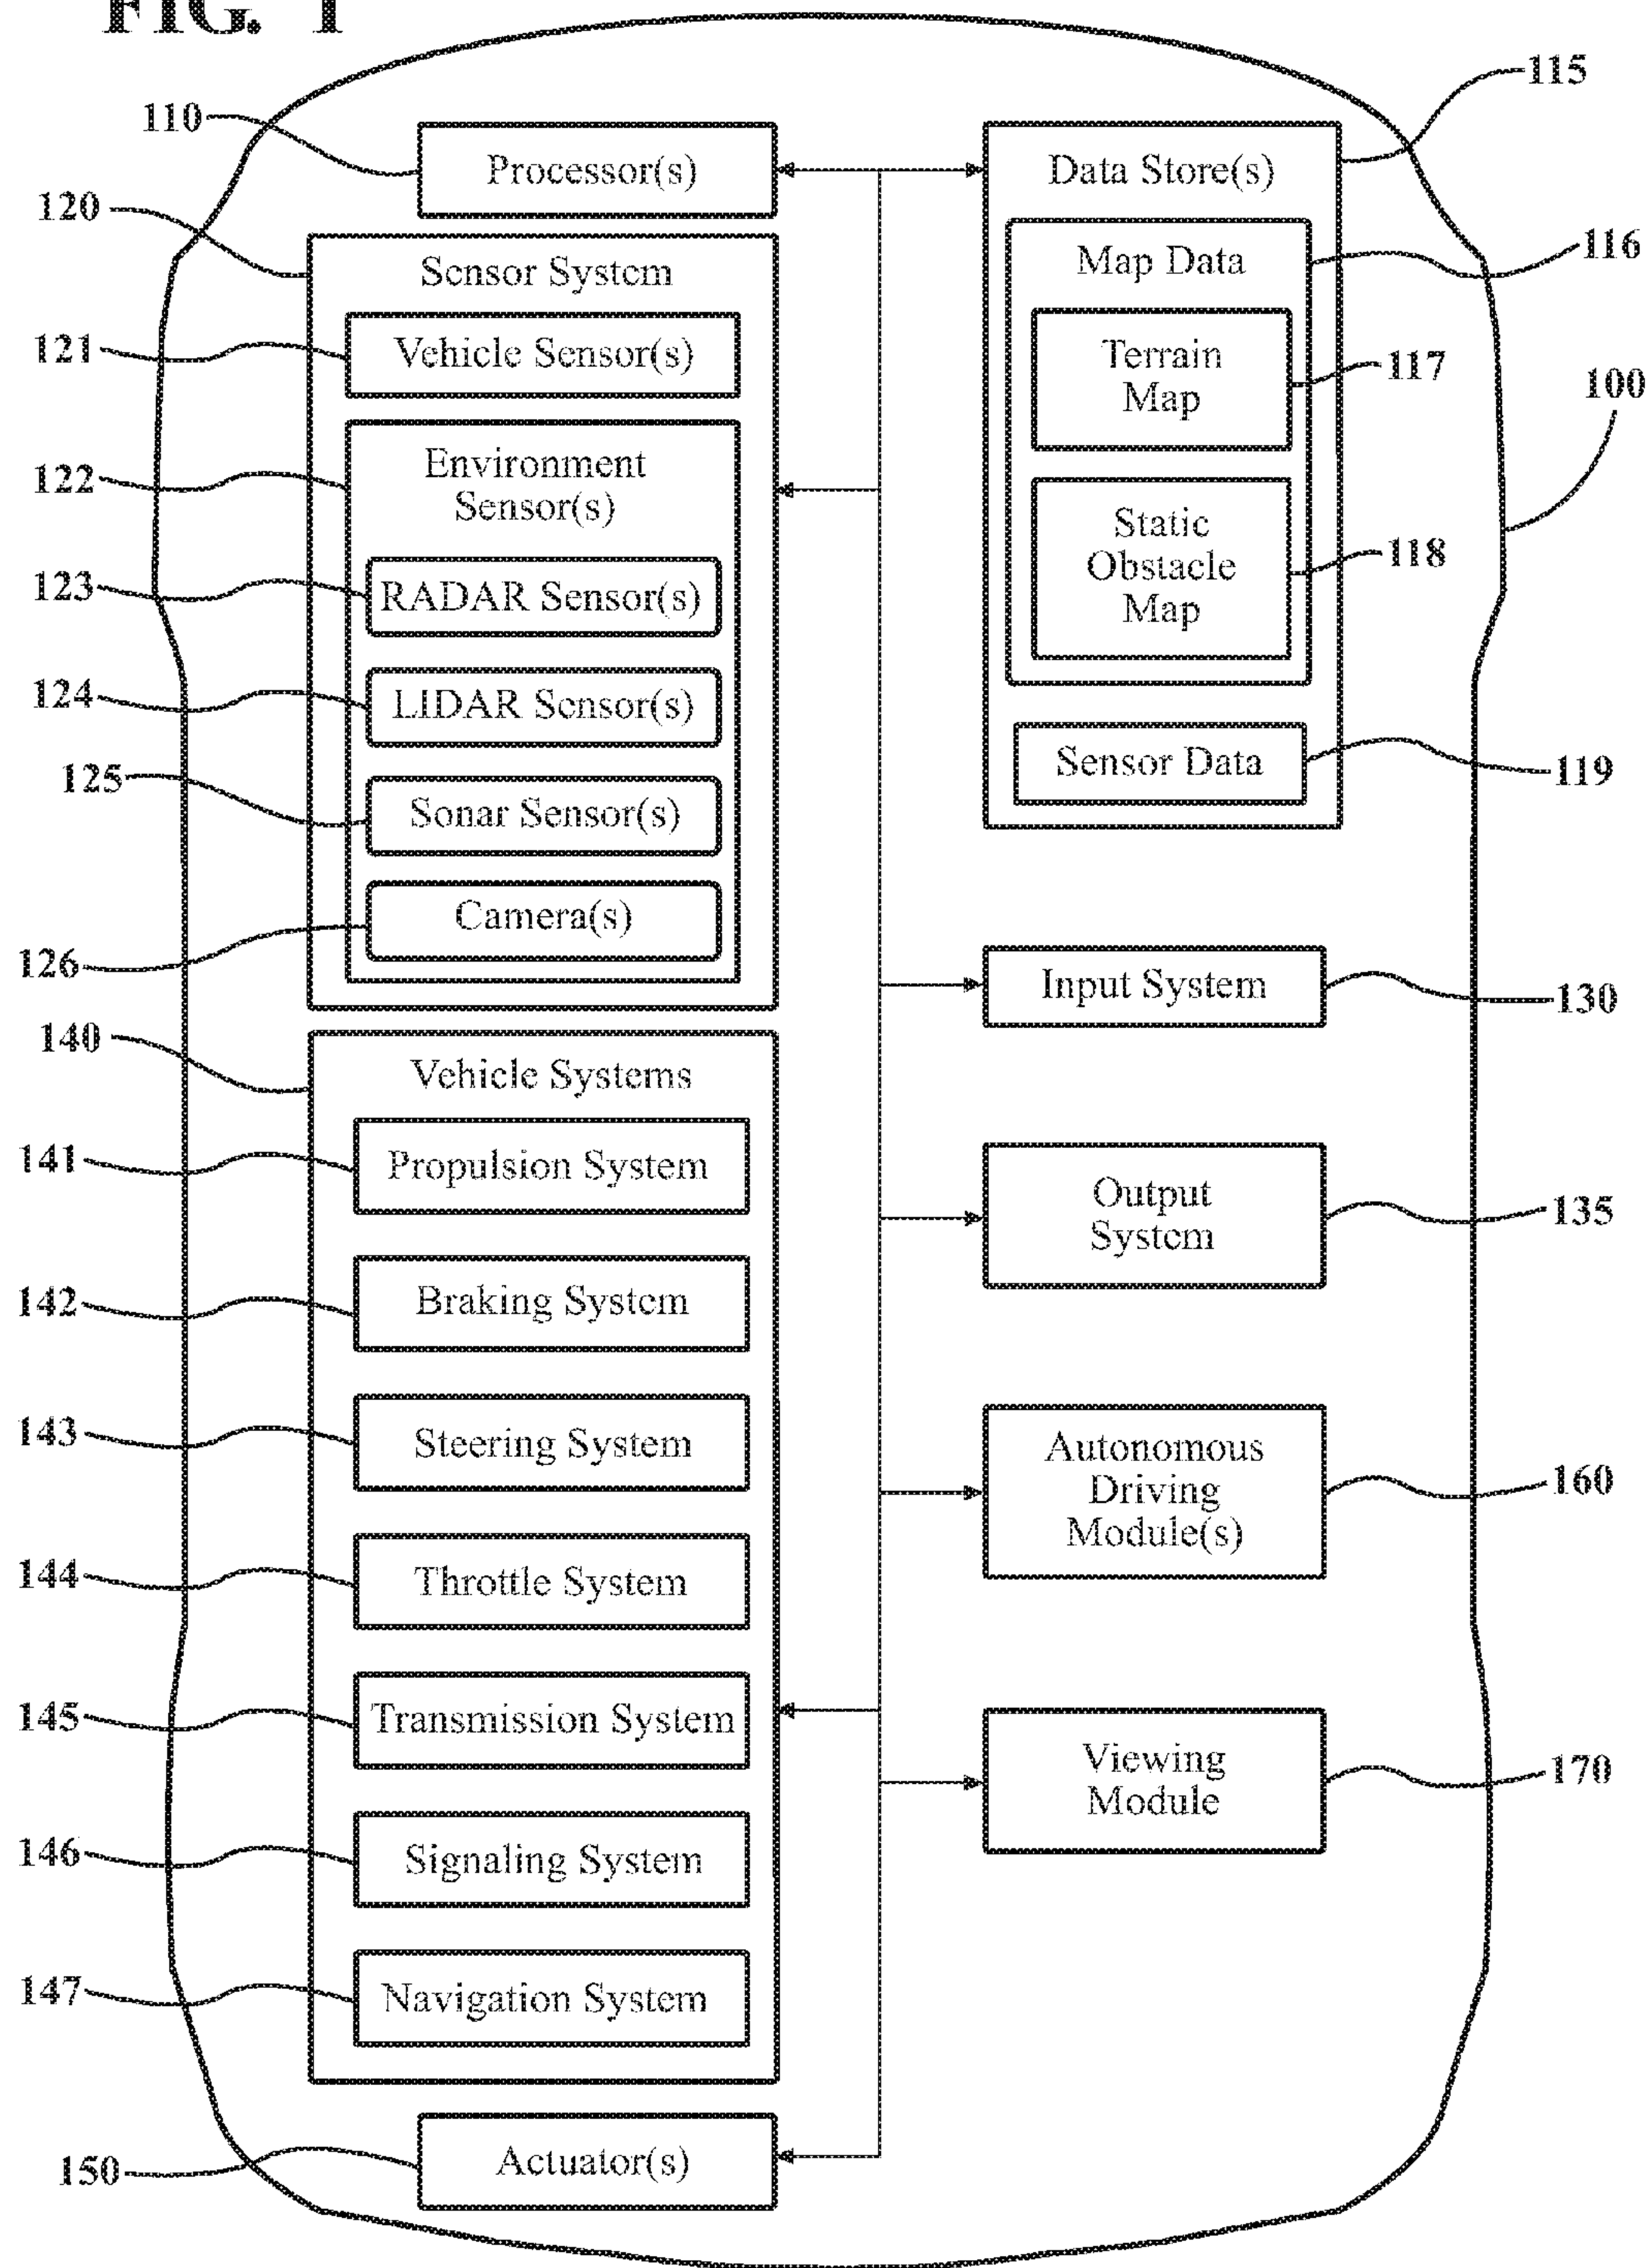 FIG. 1
110
Processor(s)
120
Sensor System
121
Vehicle Sensor(s)
122
Environment
Sensor(s)
123
RADAR Sensor(s)
124
LIDAR Sensor(s)
125
Sonar Sensor(s)
126
Camera(s)
140
Vehicle Systems
141
Propulsion System
142
Braking System
143
Steering System
144
Throttle System
145
Transmission System
146
Signaling System
147
Navigation System
150
Actuator(s)
115
Data Store(s)
116
Map Data
Terrain
Map
117
100
Static
Obstacle
Map
118
Sensor Data
119
Input System
130
Output
System
135
Autonomous
Driving
Module(s)
160
Viewing
Module
170